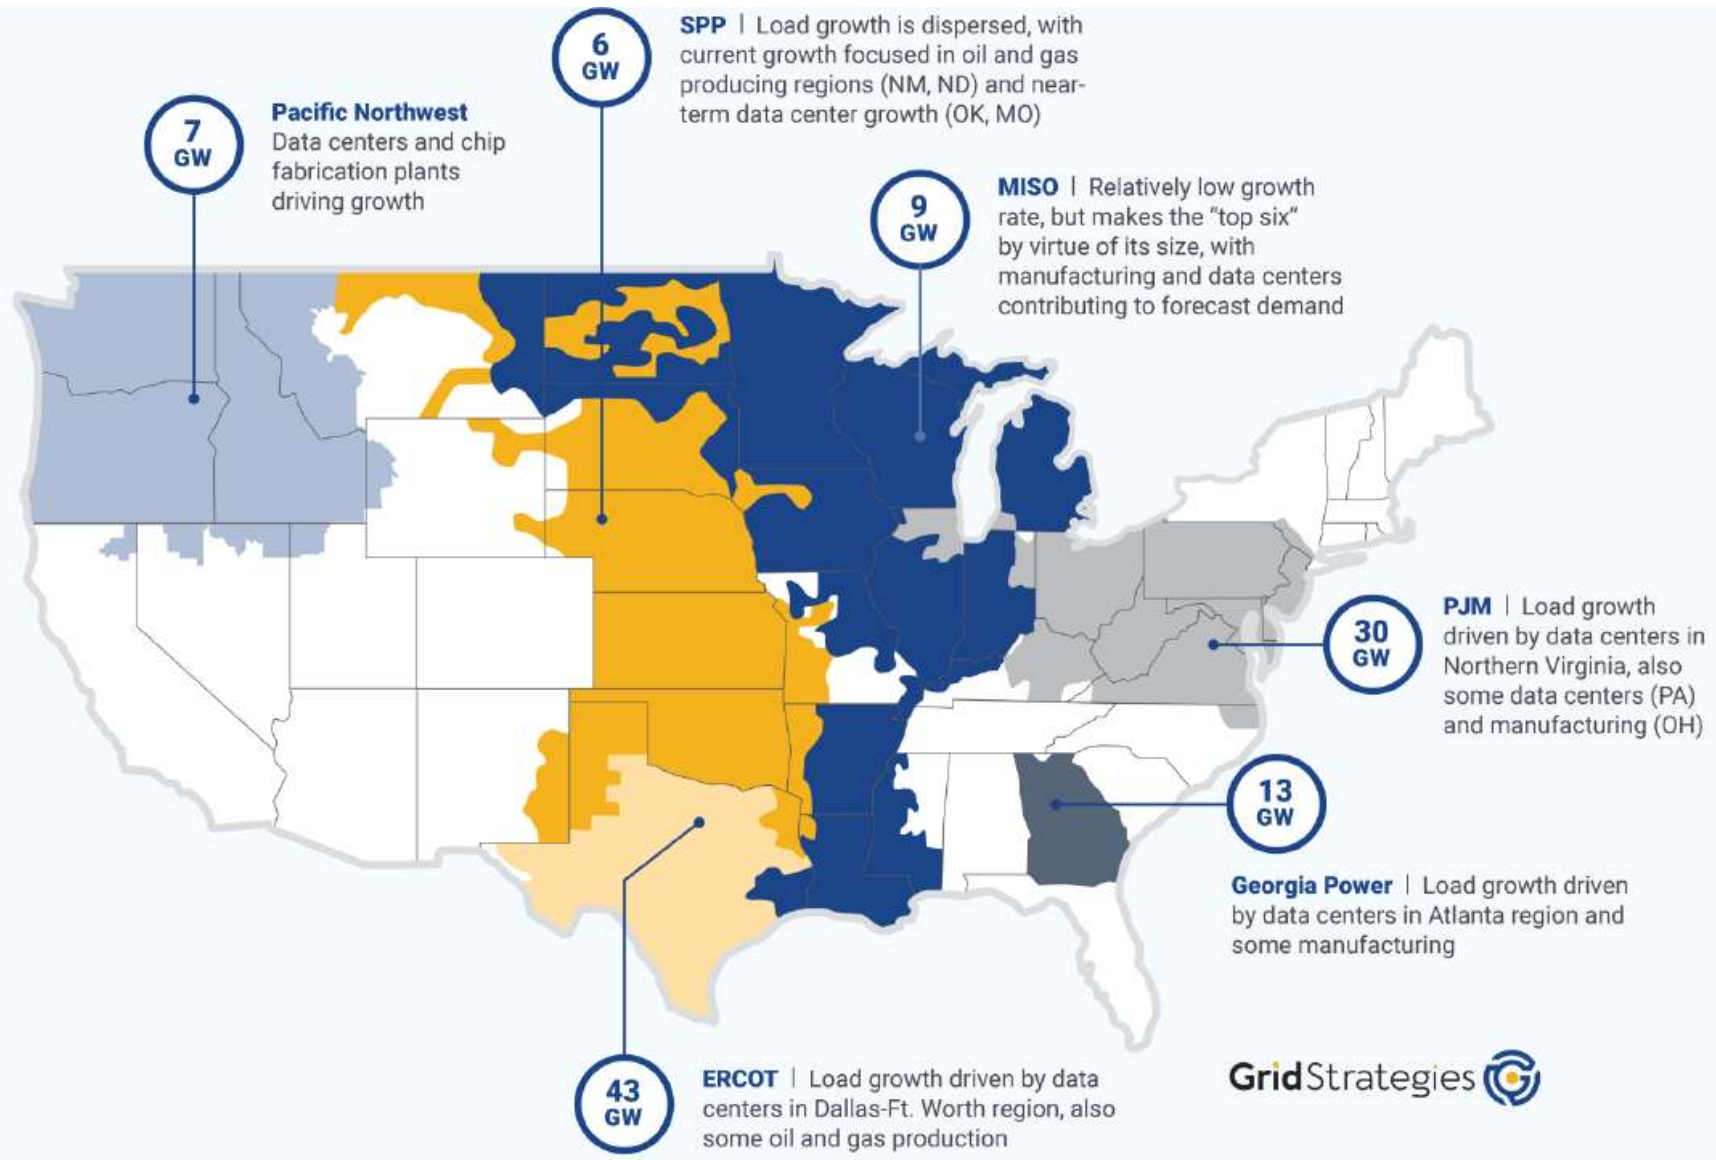 6
GW
SPP | Load growth is dispersed, with
current growth focused in oil and gas
producing regions (NM, ND) and near-
term data center growth (OK, MO)
7
GW
Pacific Northwest
Data centers and chip
fabrication plants
driving growth
9
GW
MISO | Relatively low growth
rate, but makes the “top six”
by virtue of its size, with
manufacturing and data centers
contributing to forecast demand
30
GW
PJM | Load growth
driven by data centers in
Northern Virginia, also
some data centers (PA)
and manufacturing (OH)
13
GW
Georgia Power | Load growth driven
by data centers in Atlanta region and
some manufacturing
43
GW
ERCOT | Load growth driven by data
centers in Dallas-Ft. Worth region, also
some oil and gas production
GridStrategies